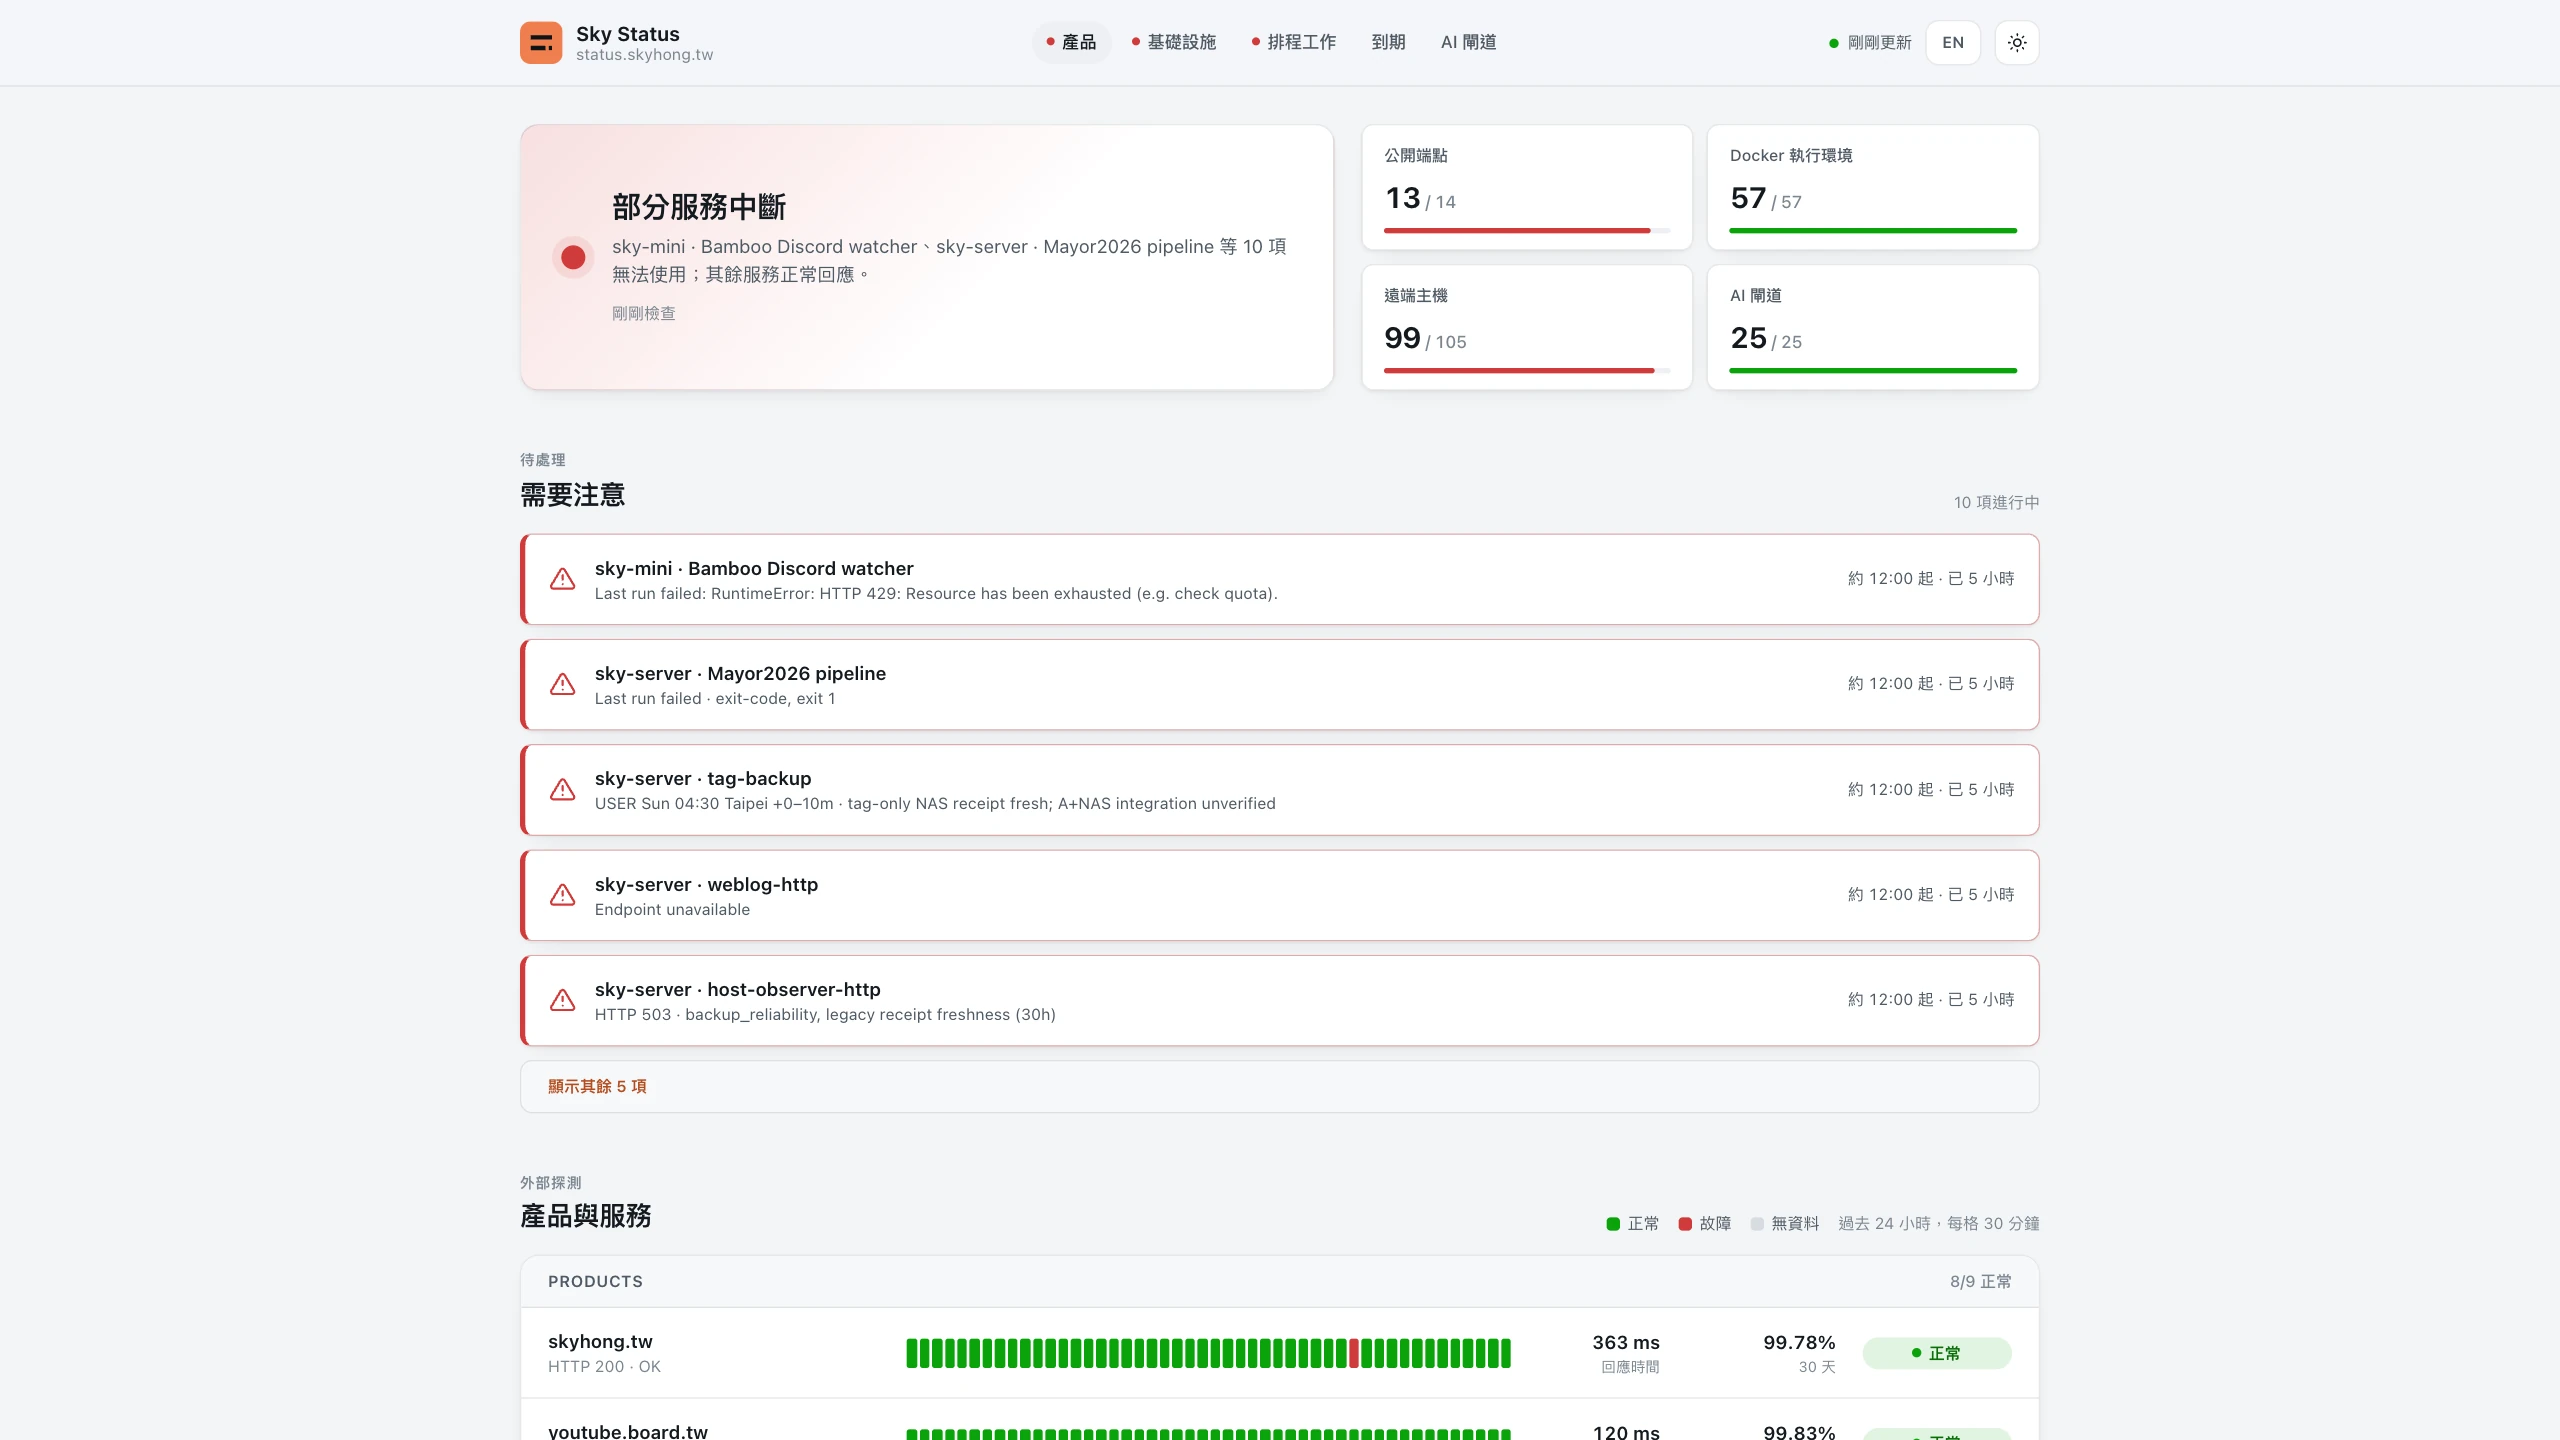 Sky Status
status.skyhong.tw
產品
基礎設施
排程工作
到期
AI 閘道
剛剛更新
EN
部分服務中斷
sky-mini · Bamboo Discord watcher、sky-server · Mayor2026 pipeline 等 10 項
無法使用；其餘服務正常回應。
剛剛檢查
公開端點
13 / 14
Docker 執行環境
57 / 57
遠端主機
99 / 105
AI 閘道
25 / 25
待處理
需要注意
10 項進行中
sky-mini · Bamboo Discord watcher
Last run failed: RuntimeError: HTTP 429: Resource has been exhausted (e.g. check quota).
約 12:00 起 · 已 5 小時
sky-server · Mayor2026 pipeline
Last run failed · exit-code, exit 1
約 12:00 起 · 已 5 小時
sky-server · tag-backup
USER Sun 04:30 Taipei +0–10m · tag-only NAS receipt fresh; A+NAS integration unverified
約 12:00 起 · 已 5 小時
sky-server · weblog-http
Endpoint unavailable
約 12:00 起 · 已 5 小時
sky-server · host-observer-http
HTTP 503 · backup_reliability, legacy receipt freshness (30h)
約 12:00 起 · 已 5 小時
顯示其餘 5 項
外部探測
產品與服務
正常
故障
無資料
過去 24 小時，每格 30 分鐘
PRODUCTS
8/9 正常
skyhong.tw
HTTP 200 · OK
363 ms
回應時間
99.78%
30 天
正常
youtube.board.tw
120 ms
99.83%
正常